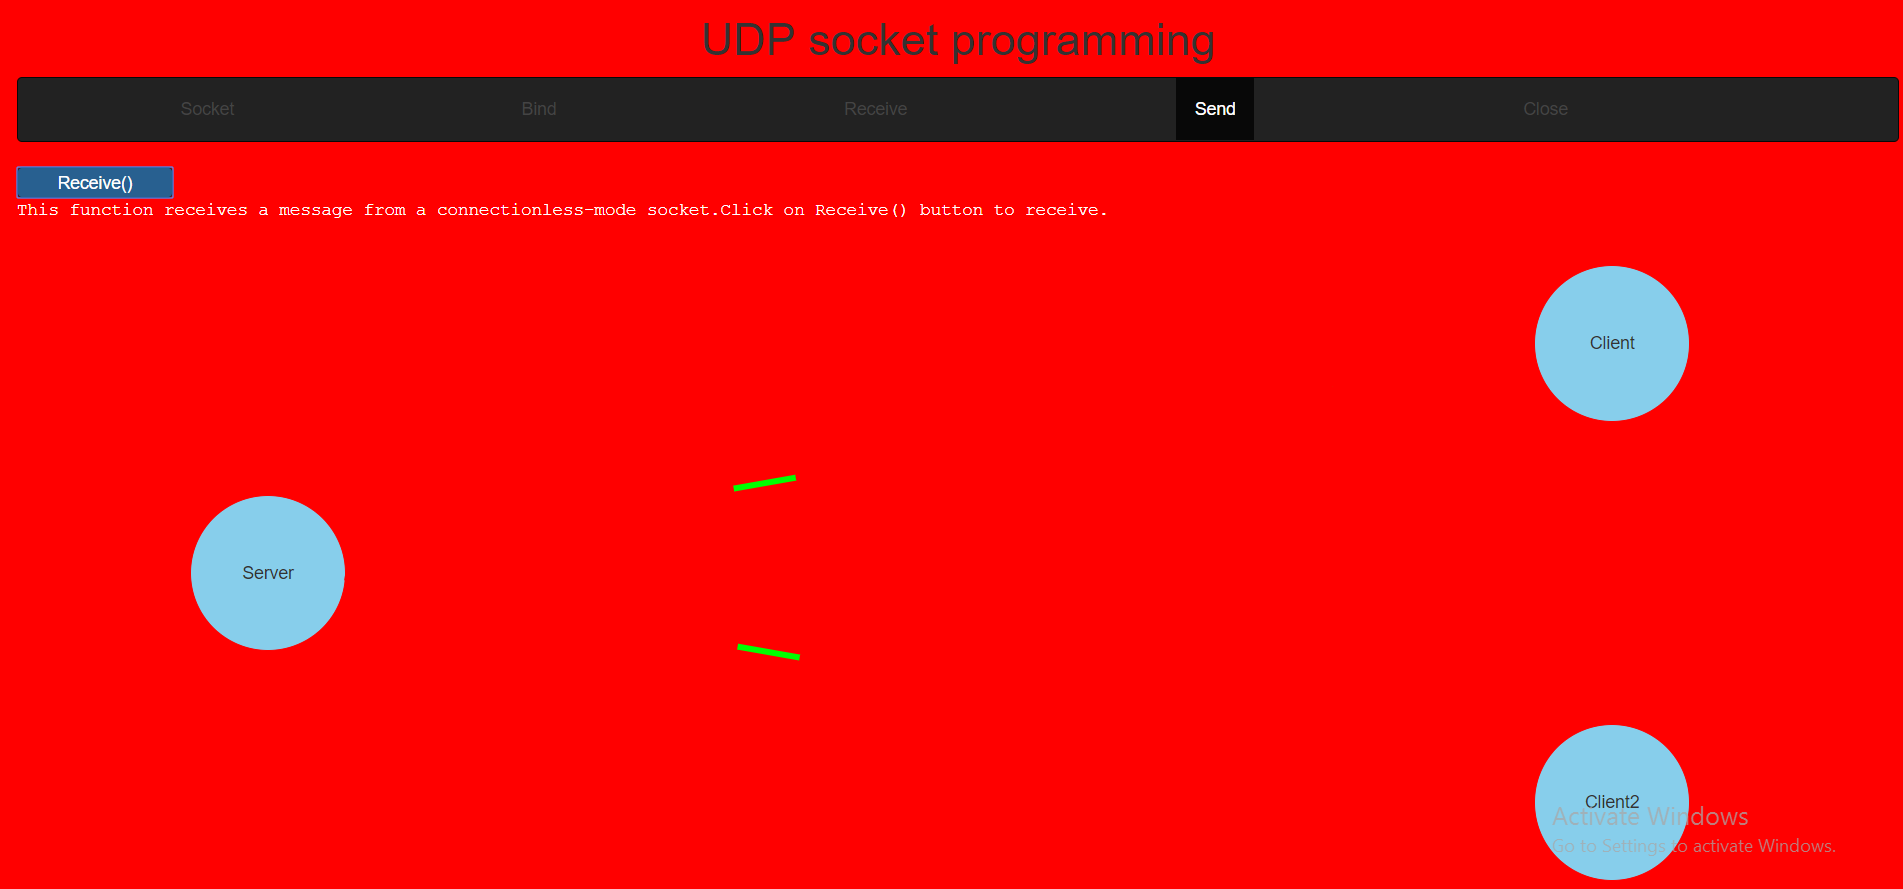 UDP socket programming
Socket Bind Receive Send Close
Receive()
This function receives a message from a connectionless-mode socket.Click on Receive() button to receive.
Client
Server
Client2
Activate Windows
Go to Settings to activate Windows.